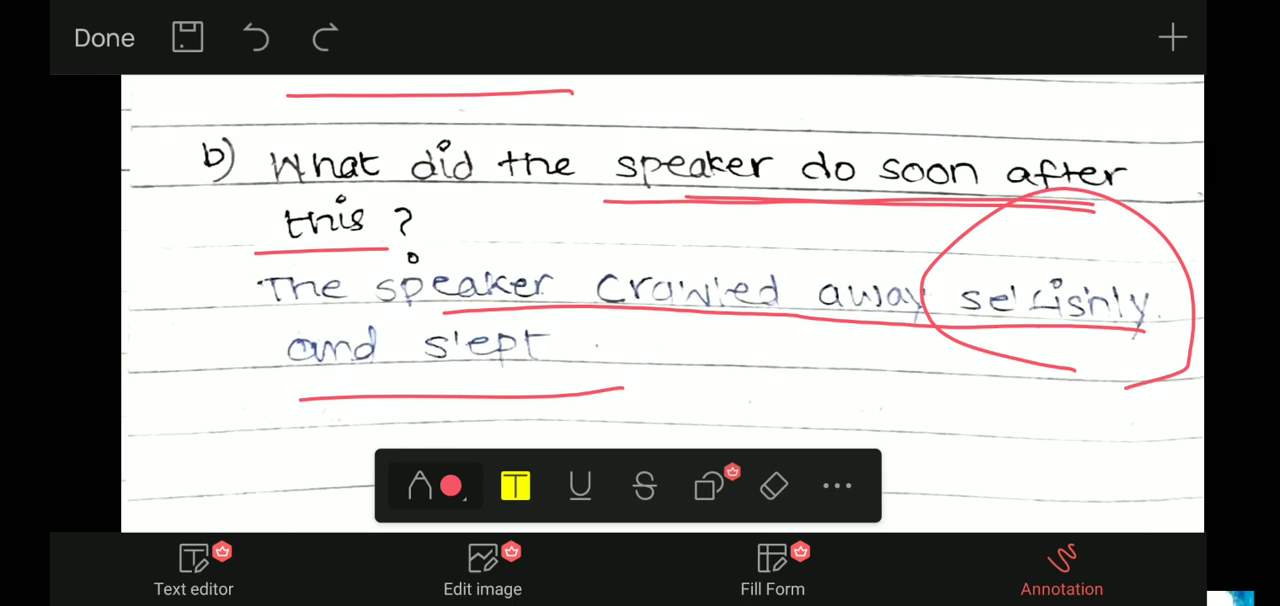 Done
b) What did the speaker do soon after
this ?
The speaker crawled away selfishly.
and slept .
T
U
S
Text editor
Edit image
Fill Form
Annotation